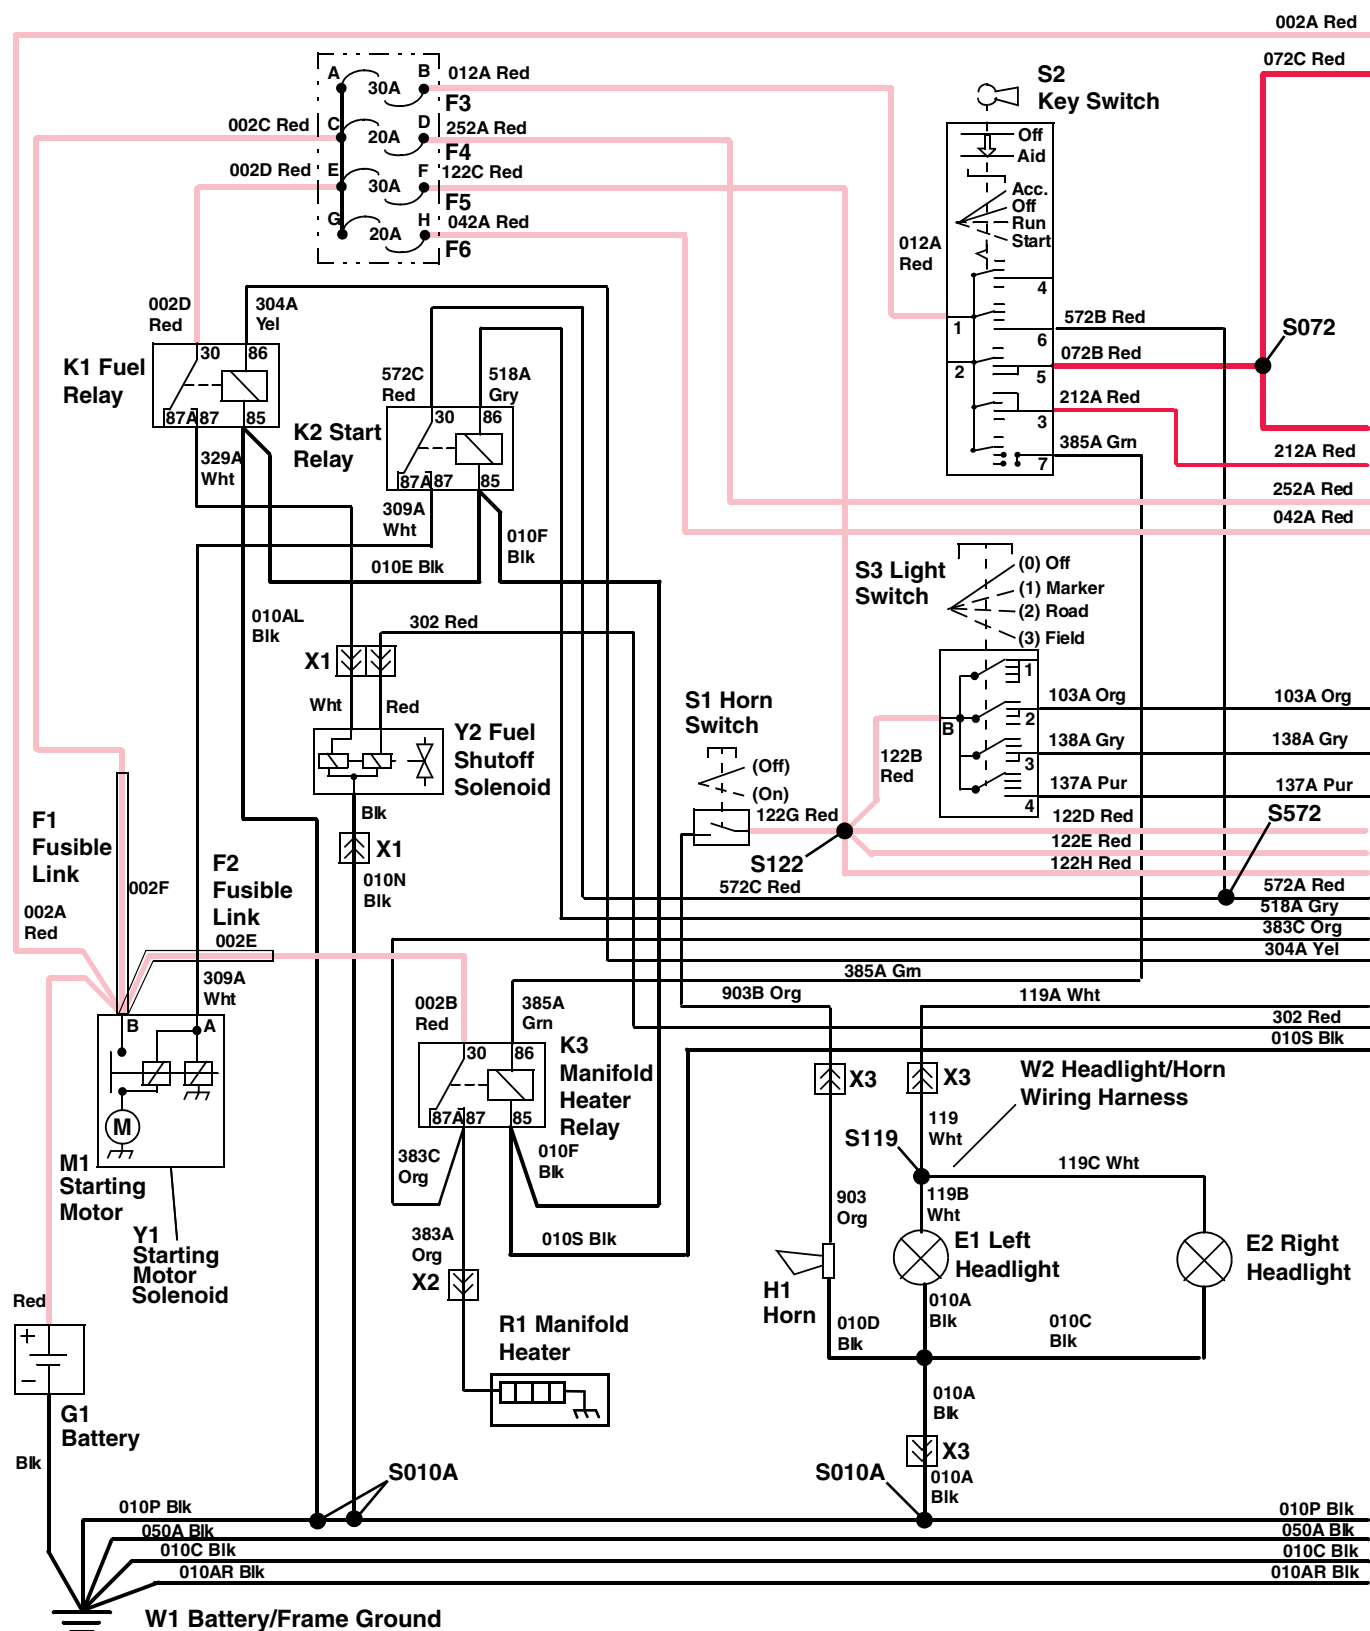 002A Red
072C Red
S2
Key Switch
A
B
30A
012A Red
F3
002C Red
C
D
20A
252A Red
F4
002D Red
E
F
30A
122C Red
F5
G
H
20A
042A Red
F6
Off
Aid
Acc.
Off
Run
Start
012A
Red
1
2
4
6
5
3
7
572B Red
072B Red
212A Red
385A Grn
S072
212A Red
252A Red
042A Red
002D
Red
304A
Yel
K1 Fuel
Relay
30
86
87A
87
85
572C
Red
518A
Gry
K2 Start
Relay
30
86
87A
87
85
329A
Wht
309A
Wht
010F
Blk
010E Blk
010AL
Blk
302 Red
X1
Wht
Red
Y2 Fuel
Shutoff
Solenoid
Blk
X1
010N
Blk
S3 Light
Switch
(0) Off
(1) Marker
(2) Road
(3) Field
B
1
2
3
4
103A Org
103A Org
138A Gry
138A Gry
137A Pur
137A Pur
122B
Red
S1 Horn
Switch
(Off)
(On)
122G Red
S122
122D Red
122E Red
122H Red
S572
572C Red
572A Red
518A Gry
383C Org
304A Yel
385A Grn
903B Org
119A Wht
302 Red
010S Blk
F1
Fusible
Link
002F
F2
Fusible
Link
002E
002A
Red
309A
Wht
B
A
M
M1
Starting
Motor
Y1
Starting
Motor
Solenoid
002B
Red
385A
Grn
K3
Manifold
Heater
Relay
30
86
87A
87
85
383C
Org
010F
Blk
383A
Org
010S Blk
X2
R1 Manifold
Heater
X3
X3
W2 Headlight/Horn
Wiring Harness
119
Wht
S119
119C Wht
119B
Wht
903
Org
E1 Left
Headlight
E2 Right
Headlight
H1
Horn
010D
Blk
010A
Blk
010C
Blk
010A
Blk
X3
010A
Blk
S010A
S010A
Red
+
−
G1
Battery
Blk
010P Blk
010P Blk
050A Blk
050A Blk
010C Blk
010C Blk
010AR Blk
010AR Blk
W1 Battery/Frame Ground